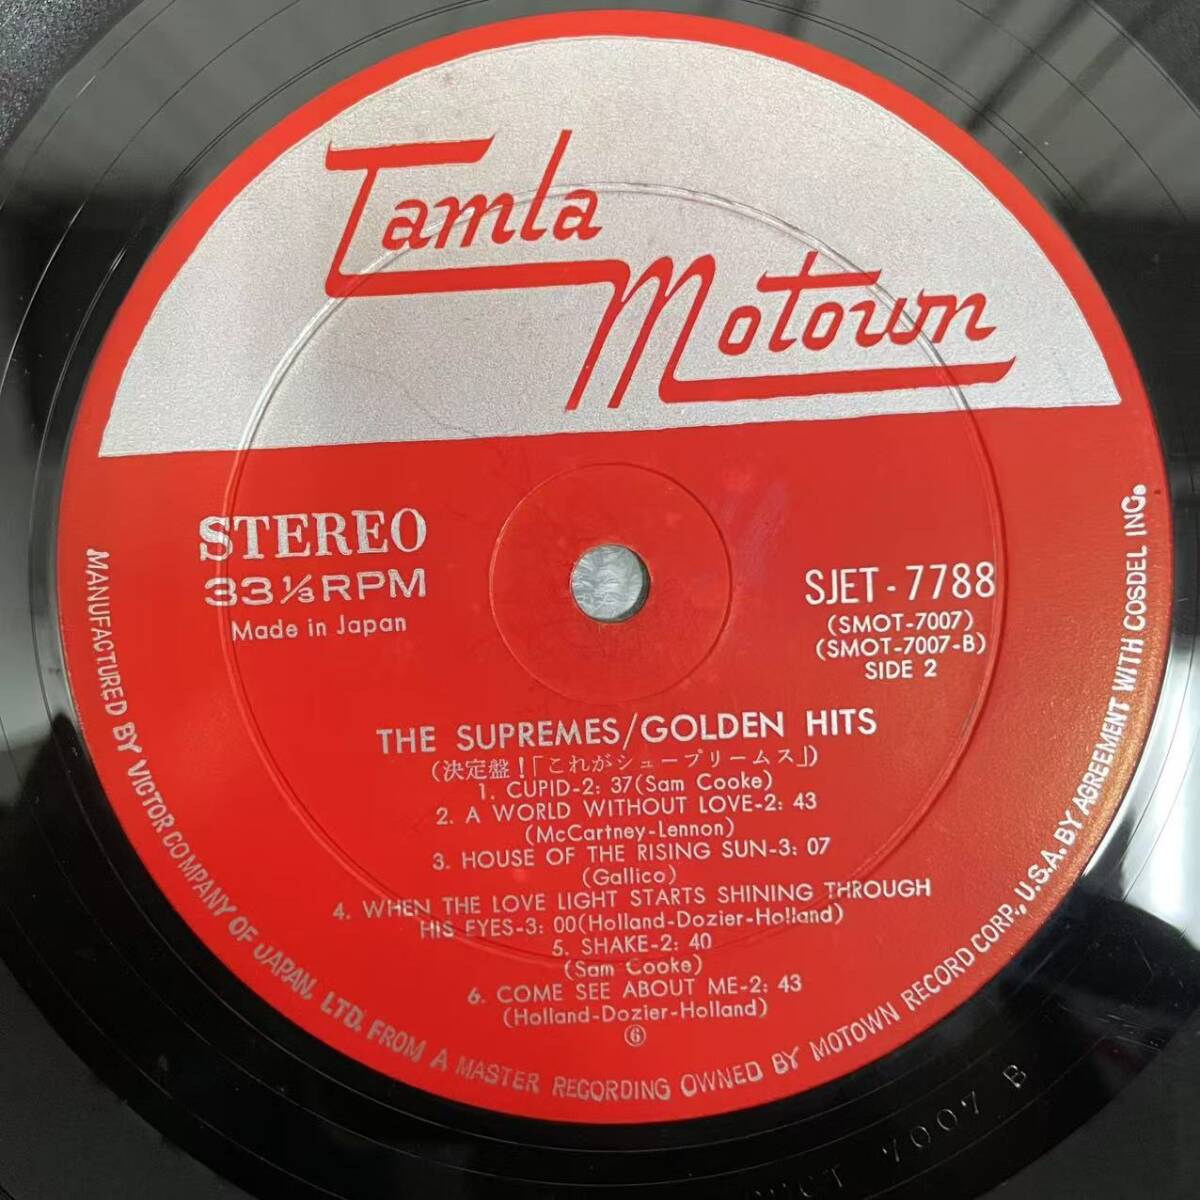 Tamla
Motown
STEREO
33 1/3 RPM
Made in Japan
SJET-7788
(SMOT-7007)
(SMOT-7007-B)
SIDE 2
THE SUPREMES/GOLDEN HITS
(決定盤!「これがシュープリームス」)
1. CUPID-2: 37(Sam Cooke)
2. A WORLD WITHOUT LOVE-2: 43
(McCartney-Lennon)
3. HOUSE OF THE RISING SUN-3: 07
(Gallico)
4. WHEN THE LOVE LIGHT STARTS SHINING THROUGH
HIS EYES-3: 00(Holland-Dozier-Holland)
5. SHAKE-2: 40
(Sam Cooke)
6. COME SEE ABOUT ME-2: 43
(Holland-Dozier-Holland)
⑥
MANUFACTURED BY VICTOR COMPANY OF JAPAN, LTD. FROM A MASTER RECORDING OWNED BY MOTOWN RECORD CORP., U.S.A. BY AGREEMENT WITH COSDEL INC.
7007 B